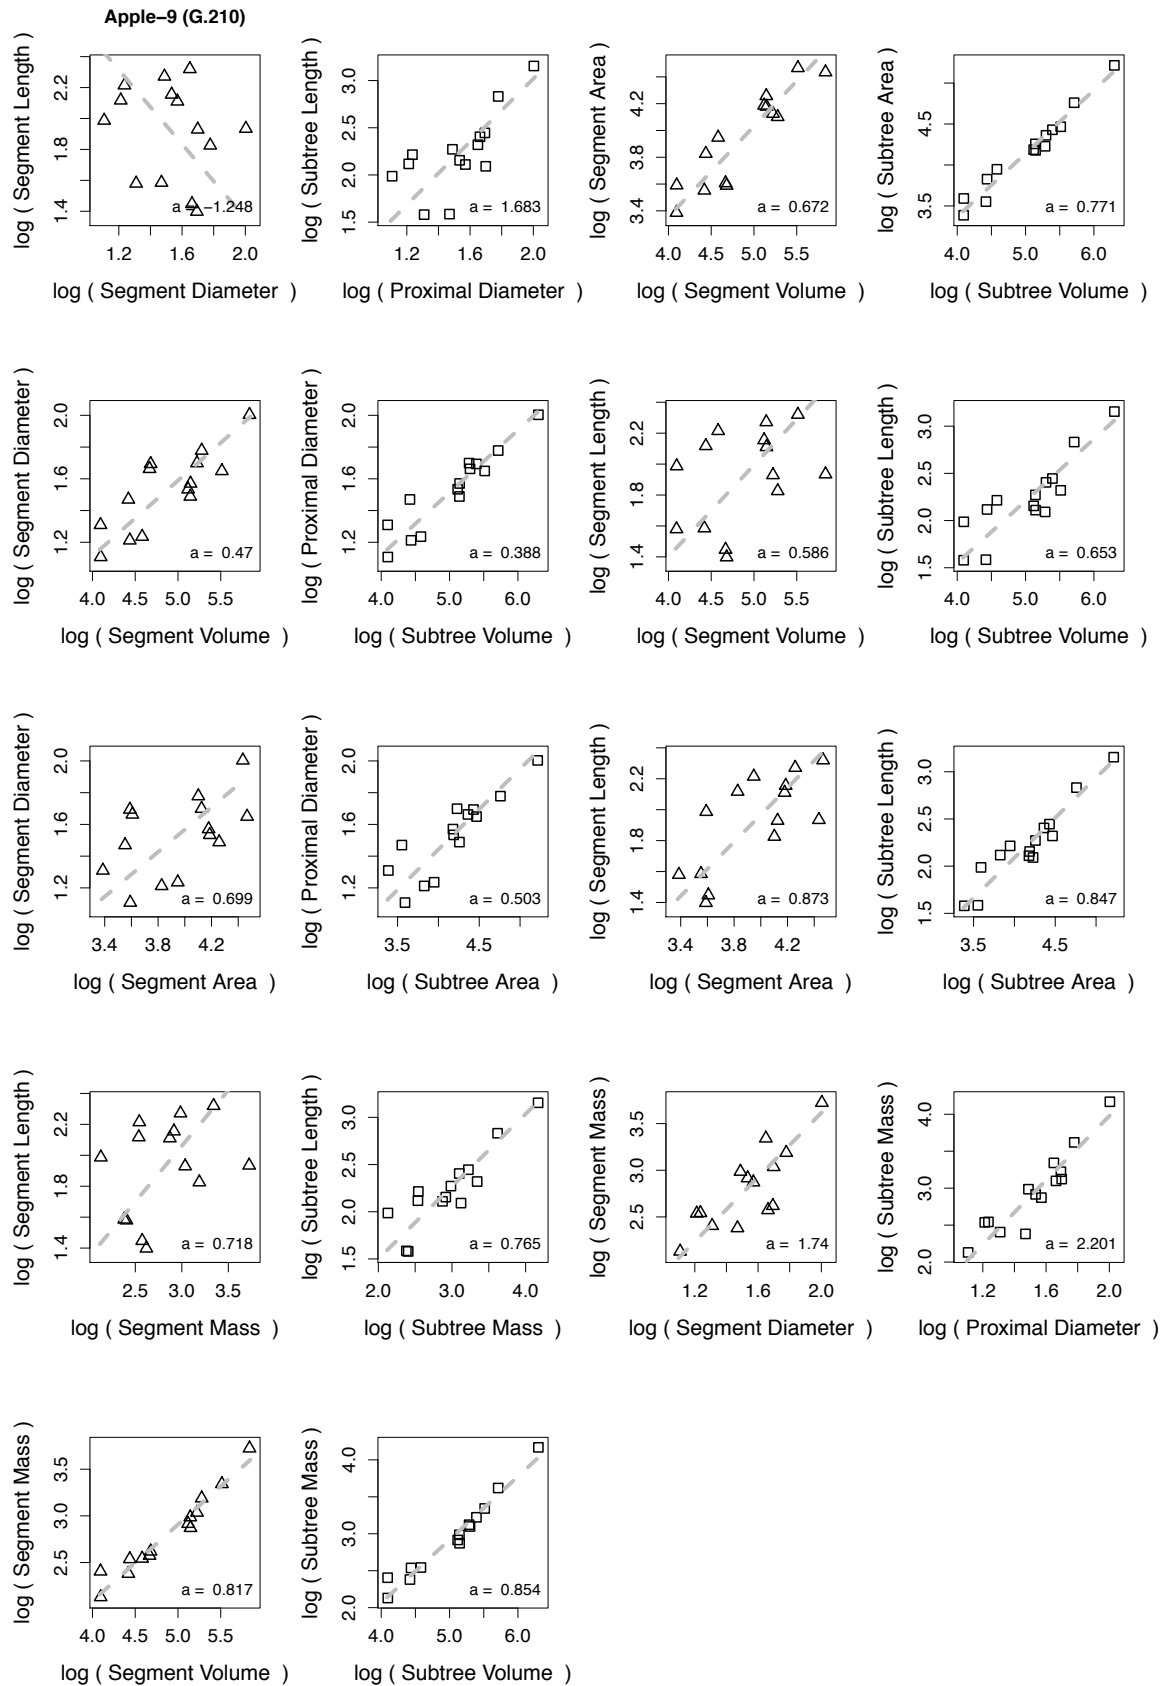 Apple−9 (G.210)
log ( Segment Length )
1.4 1.8 2.2
a = −1.248
1.2 1.6 2.0
log ( Segment Diameter )
log ( Subtree Length )
1.5 2.0 2.5 3.0
a = 1.683
1.2 1.6 2.0
log ( Proximal Diameter )
log ( Segment Area )
3.4 3.8 4.2
a = 0.672
4.0 4.5 5.0 5.5
log ( Segment Volume )
log ( Subtree Area )
3.5 4.5
a = 0.771
4.0 5.0 6.0
log ( Subtree Volume )
log ( Segment Diameter )
1.2 1.6 2.0
a = 0.47
4.0 4.5 5.0 5.5
log ( Segment Volume )
log ( Proximal Diameter )
1.2 1.6 2.0
a = 0.388
4.0 5.0 6.0
log ( Subtree Volume )
log ( Segment Length )
1.4 1.8 2.2
a = 0.586
4.0 4.5 5.0 5.5
log ( Segment Volume )
log ( Subtree Length )
1.5 2.0 2.5 3.0
a = 0.653
4.0 5.0 6.0
log ( Subtree Volume )
log ( Segment Diameter )
1.2 1.6 2.0
a = 0.699
3.4 3.8 4.2
log ( Segment Area )
log ( Proximal Diameter )
1.2 1.6 2.0
a = 0.503
3.5 4.5
log ( Subtree Area )
log ( Segment Length )
1.4 1.8 2.2
a = 0.873
3.4 3.8 4.2
log ( Segment Area )
log ( Subtree Length )
1.5 2.0 2.5 3.0
a = 0.847
3.5 4.5
log ( Subtree Area )
log ( Segment Length )
1.4 1.8 2.2
a = 0.718
2.5 3.0 3.5
log ( Segment Mass )
log ( Subtree Length )
1.5 2.0 2.5 3.0
a = 0.765
2.0 3.0 4.0
log ( Subtree Mass )
log ( Segment Mass )
2.5 3.0 3.5
a = 1.74
1.2 1.6 2.0
log ( Segment Diameter )
log ( Subtree Mass )
2.0 3.0 4.0
a = 2.201
1.2 1.6 2.0
log ( Proximal Diameter )
log ( Segment Mass )
2.5 3.0 3.5
a = 0.817
4.0 4.5 5.0 5.5
log ( Segment Volume )
log ( Subtree Mass )
2.0 3.0 4.0
a = 0.854
4.0 5.0 6.0
log ( Subtree Volume )